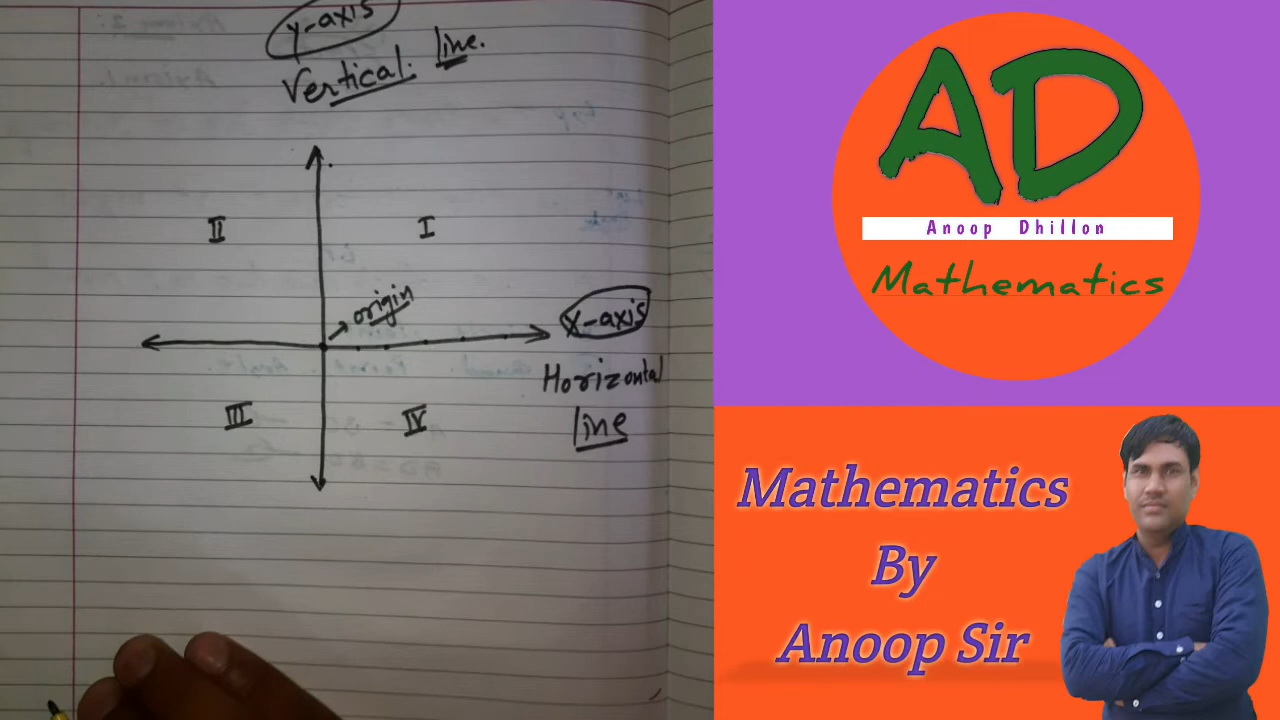 y-axis
Vertical line.
II
I
origin
x-axis
Horizontal
line
III
IV
AD
Anoop Dhillon
Mathematics
Mathematics
By
Anoop Sir